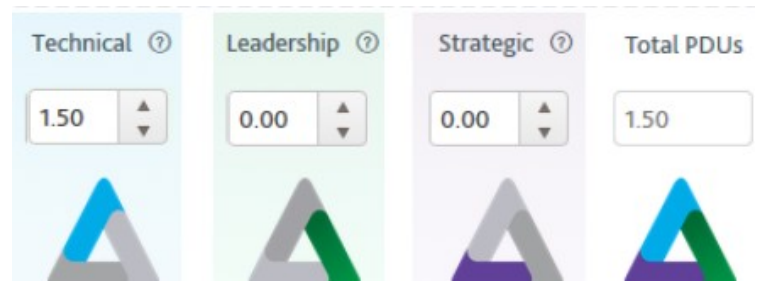 Technical ? Leadership ? Strategic ? Total PDUs
1.50 0.00 0.00 1.50